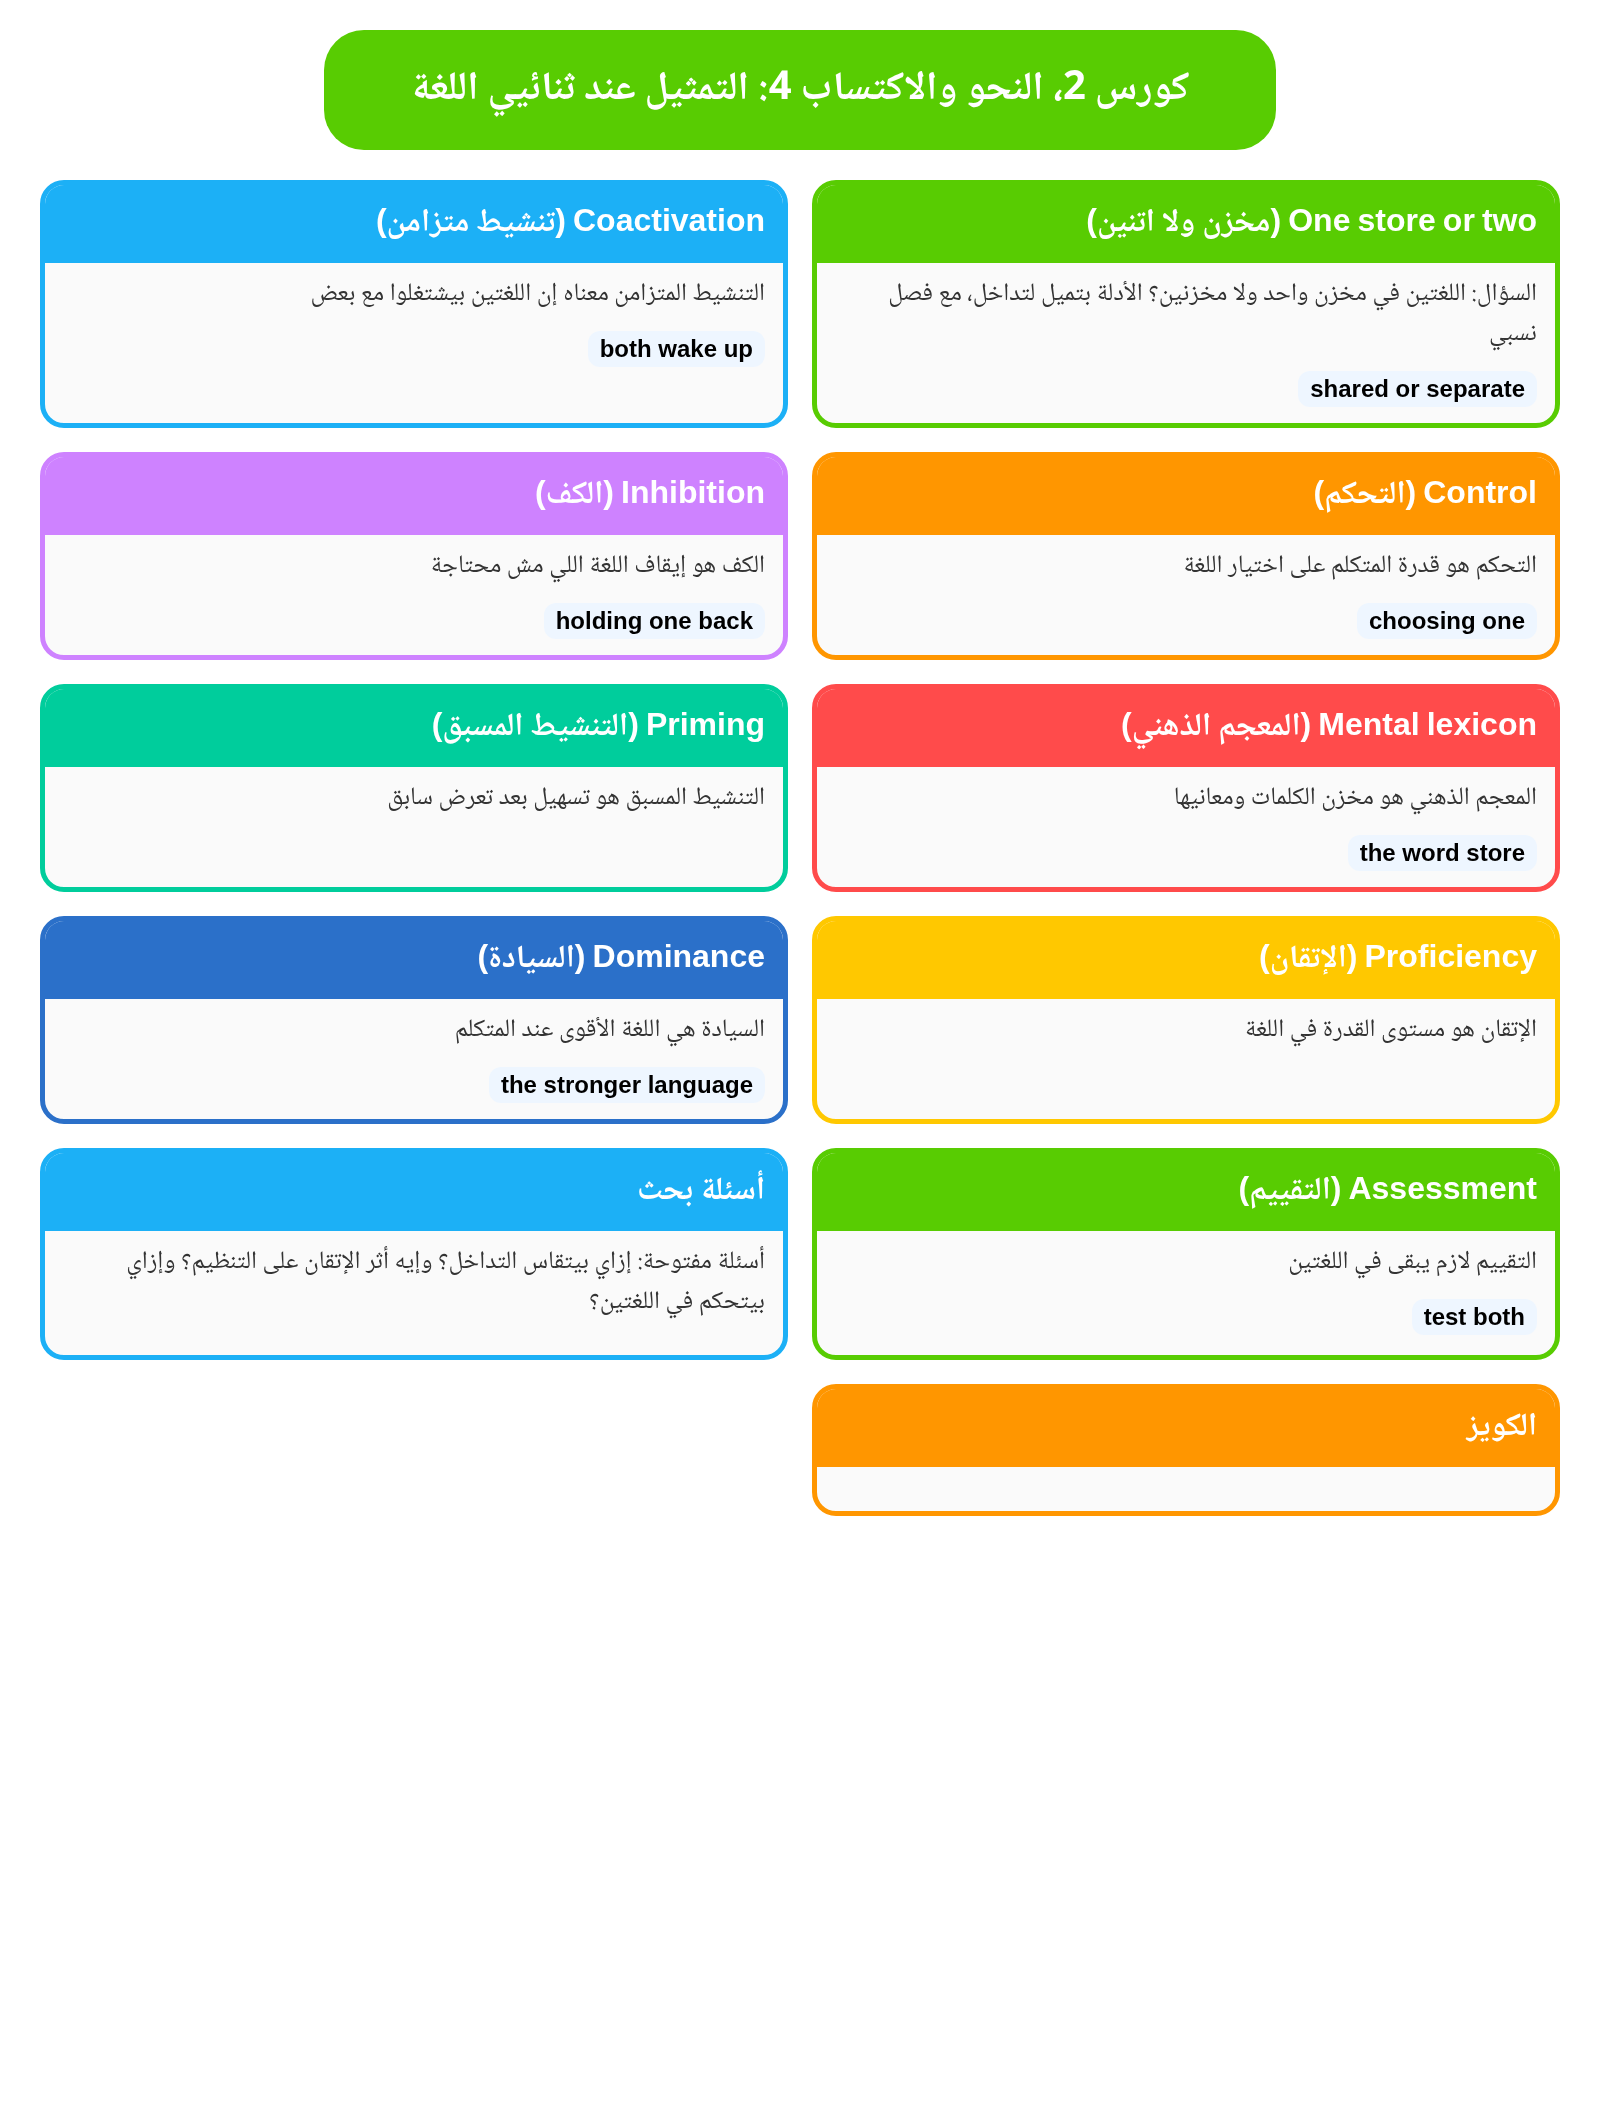 كورس 2، النحو والاكتساب 4: التمثيل عند ثنائيي اللغة
One store or two (مخزن ولا اتنين)
السؤال: اللغتين في مخزن واحد ولا مخزنين؟ الأدلة بتميل لتداخل، مع فصل
نسبي
shared or separate
Coactivation (تنشيط متزامن)
التنشيط المتزامن معناه إن اللغتين بيشتغلوا مع بعض
both wake up
Control (التحكم)
التحكم هو قدرة المتكلم على اختيار اللغة
choosing one
Inhibition (الكف)
الكف هو إيقاف اللغة اللي مش محتاجة
holding one back
Mental lexicon (المعجم الذهني)
المعجم الذهني هو مخزن الكلمات ومعانيها
the word store
Priming (التنشيط المسبق)
التنشيط المسبق هو تسهيل بعد تعرض سابق
Proficiency (الإتقان)
الإتقان هو مستوى القدرة في اللغة
Dominance (السيادة)
السيادة هي اللغة الأقوى عند المتكلم
the stronger language
Assessment (التقييم)
التقييم لازم يبقى في اللغتين
test both
أسئلة بحث
أسئلة مفتوحة: إزاي بيتقاس التداخل؟ وإيه أثر الإتقان على التنظيم؟ وإزاي
بيتحكم في اللغتين؟
الكويز